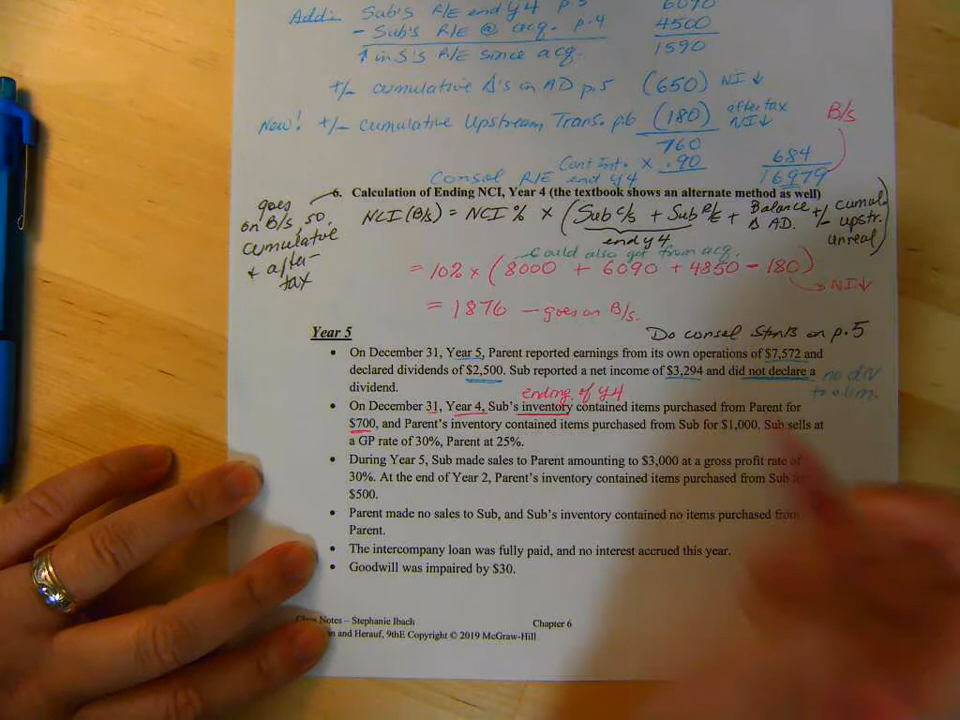 Add: Sub's R/E end Y4 p.5 6090
- Sub's R/E @ acq. p.4 4500
↑ in S's R/E since acq. 1590
+/- cumulative Δ's in AD p.5 (650) NI↓
New! +/- Cumulative Upstream Trans. p.6 (180) after tax NI↓
B/S
760
Cont Int. × .90 684
Consol R/E end Y4 16979
6. Calculation of Ending NCI, Year 4 (the textbook shows an alternate method as well)
goes on B/S, so cumulative + after-tax
NCI (B/S) = NCI % × (Sub C/S + Sub R/E + Balance Δ AD. +/- cumul. upstr. unreal)
end Y4
Could also get from acq.
= 10% × (8000 + 6090 + 4850 - 180)
NI↓
= 1876 - goes on B/S.
Year 5
Do consol Stmts on p.5
• On December 31, Year 5, Parent reported earnings from its own operations of $7,572 and
declared dividends of $2,500. Sub reported a net income of $3,294 and did not declare a
dividend.
no div to elim.
ending of Y4
• On December 31, Year 4, Sub's inventory contained items purchased from Parent for
$700, and Parent's inventory contained items purchased from Sub for $1,000. Sub sells at
a GP rate of 30%, Parent at 25%.
• During Year 5, Sub made sales to Parent amounting to $3,000 at a gross profit rate of
30%. At the end of Year 2, Parent's inventory contained items purchased from Sub
$500.
• Parent made no sales to Sub, and Sub's inventory contained no items purchased from
Parent.
• The intercompany loan was fully paid, and no interest accrued this year.
• Goodwill was impaired by $30.
Notes – Stephanie Ibach Chapter 6
and Herauf, 9thE Copyright © 2019 McGraw-Hill